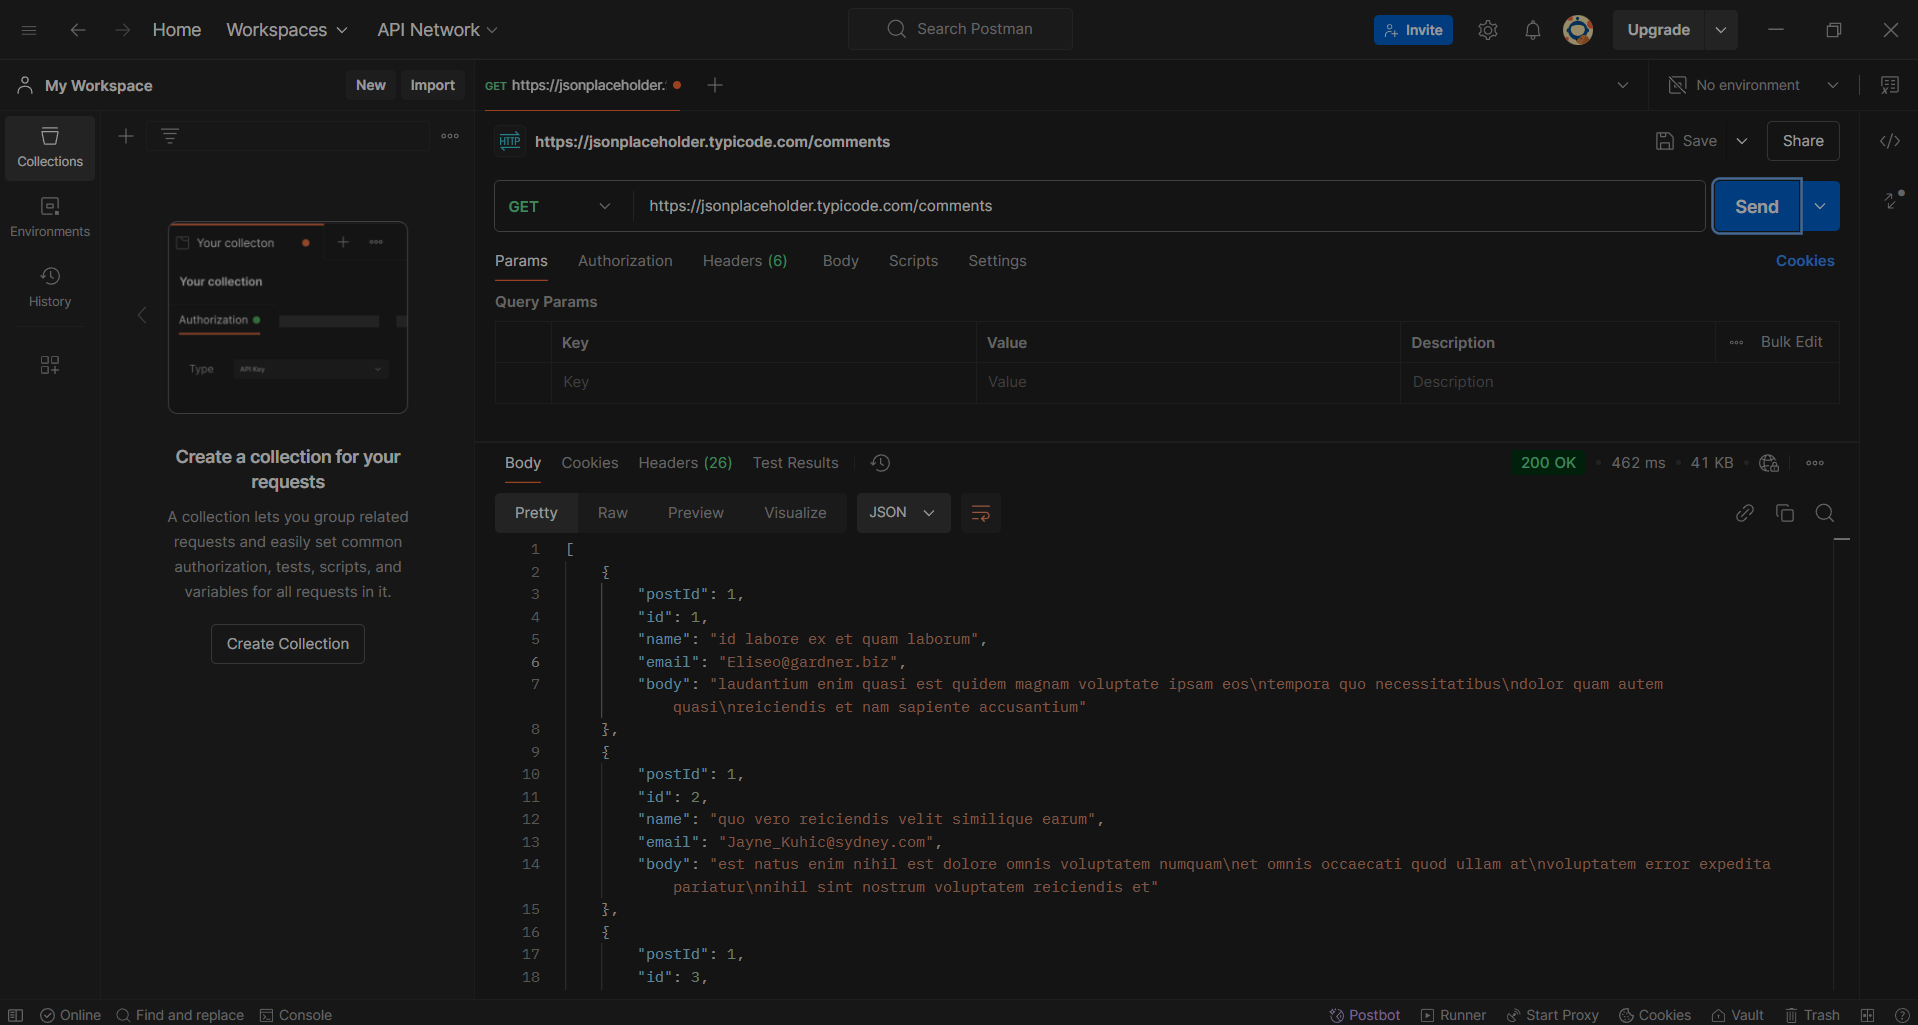 Home Workspaces API Network Search Postman Invite Upgrade
My Workspace New Import GET https://jsonplaceholder. No environment
Collections
Environments
History
Your collecton
Your collection
Authorization
Type API Key
Create a collection for your
requests
A collection lets you group related
requests and easily set common
authorization, tests, scripts, and
variables for all requests in it.
Create Collection
HTTP https://jsonplaceholder.typicode.com/comments Save Share
GET https://jsonplaceholder.typicode.com/comments Send
Params Authorization Headers (6) Body Scripts Settings Cookies
Query Params
Key Value Description Bulk Edit
Key Value Description
Body Cookies Headers (26) Test Results 200 OK 462 ms 41 KB
Pretty Raw Preview Visualize JSON
1 [
2 {
3 "postId": 1,
4 "id": 1,
5 "name": "id labore ex et quam laborum",
6 "email": "Eliseo@gardner.biz",
7 "body": "laudantium enim quasi est quidem magnam voluptate ipsam eos\ntempora quo necessitatibus\ndolor quam autem
quasi\nreiciendis et nam sapiente accusantium"
8 },
9 {
10 "postId": 1,
11 "id": 2,
12 "name": "quo vero reiciendis velit similique earum",
13 "email": "Jayne_Kuhic@sydney.com",
14 "body": "est natus enim nihil est dolore omnis voluptatem numquam\net omnis occaecati quod ullam at\nvoluptatem error expedita
pariatur\nnihil sint nostrum voluptatem reiciendis et"
15 },
16 {
17 "postId": 1,
18 "id": 3,
Online Find and replace Console Postbot Runner Start Proxy Cookies Vault Trash